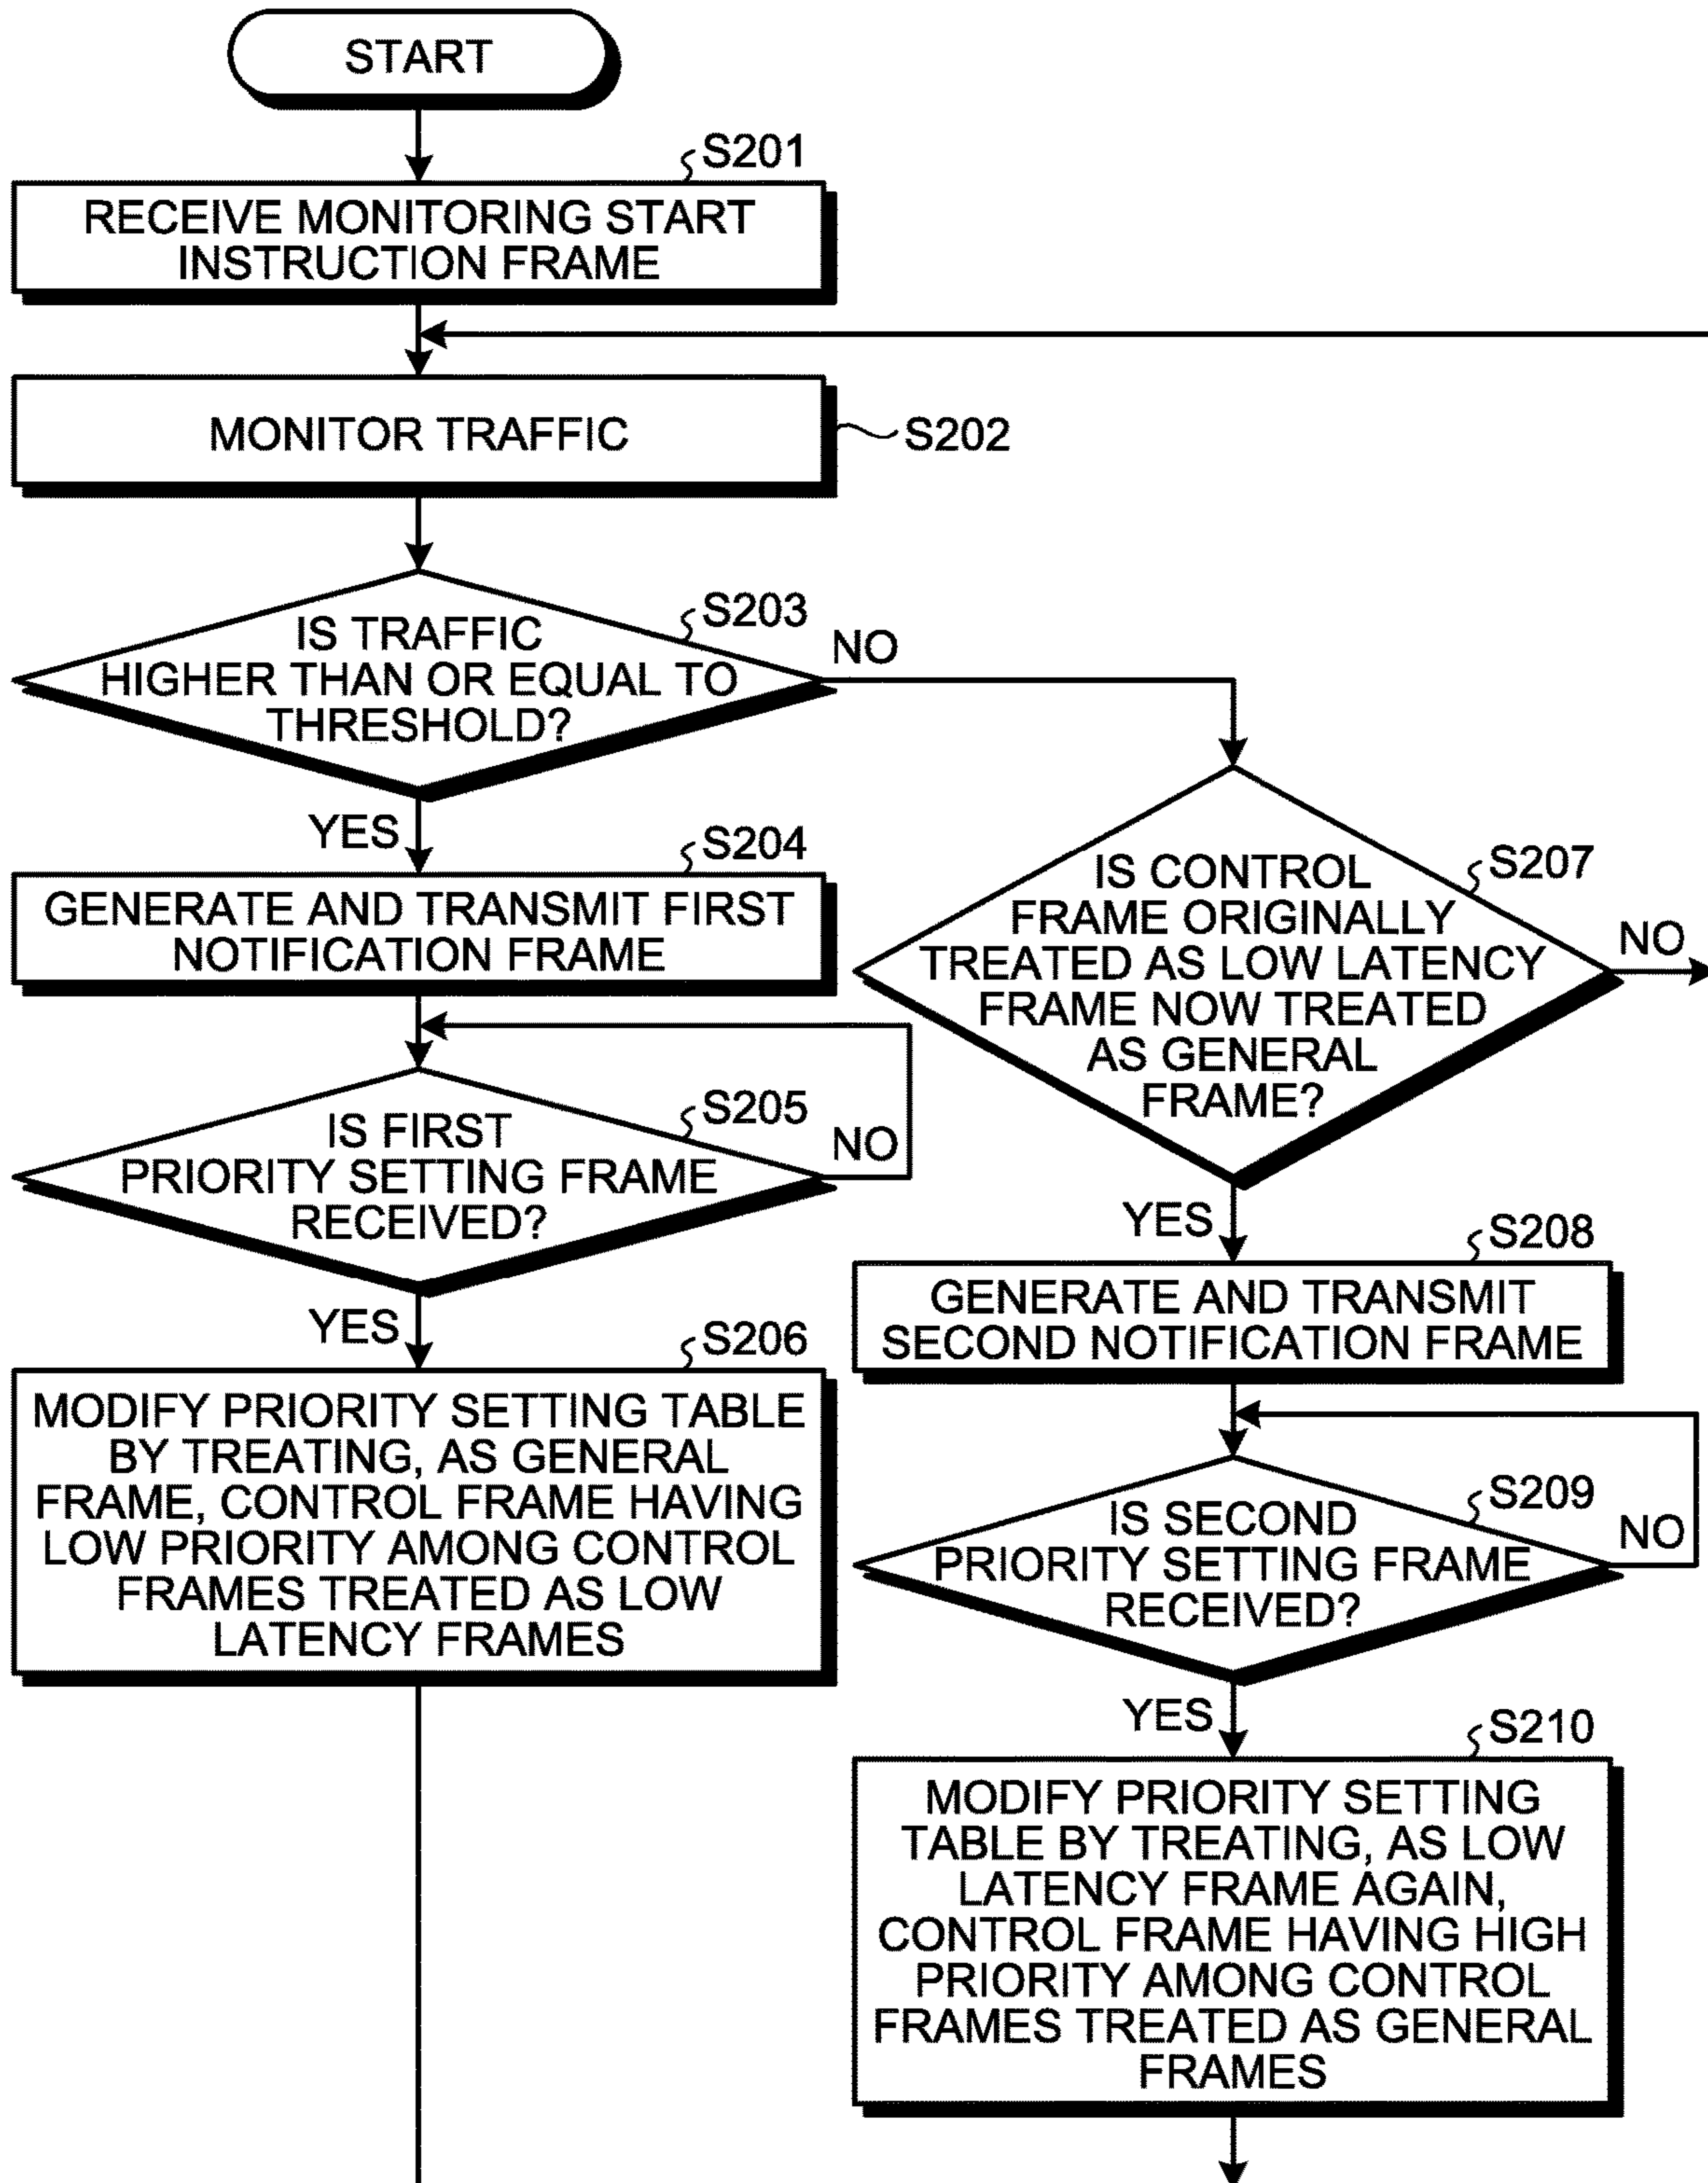 START
S201
RECEIVE MONITORING START
INSTRUCTION FRAME
MONITOR TRAFFIC
S202
S203
IS TRAFFIC
HIGHER THAN OR EQUAL TO
THRESHOLD?
NO
YES
S204
GENERATE AND TRANSMIT FIRST
NOTIFICATION FRAME
S205
IS FIRST
PRIORITY SETTING FRAME
RECEIVED?
NO
YES
S206
MODIFY PRIORITY SETTING TABLE
BY TREATING, AS GENERAL
FRAME, CONTROL FRAME HAVING
LOW PRIORITY AMONG CONTROL
FRAMES TREATED AS LOW
LATENCY FRAMES
S207
IS CONTROL
FRAME ORIGINALLY
TREATED AS LOW LATENCY
FRAME NOW TREATED
AS GENERAL
FRAME?
NO
YES
S208
GENERATE AND TRANSMIT
SECOND NOTIFICATION FRAME
S209
IS SECOND
PRIORITY SETTING FRAME
RECEIVED?
NO
YES
S210
MODIFY PRIORITY SETTING
TABLE BY TREATING, AS LOW
LATENCY FRAME AGAIN,
CONTROL FRAME HAVING HIGH
PRIORITY AMONG CONTROL
FRAMES TREATED AS GENERAL
FRAMES